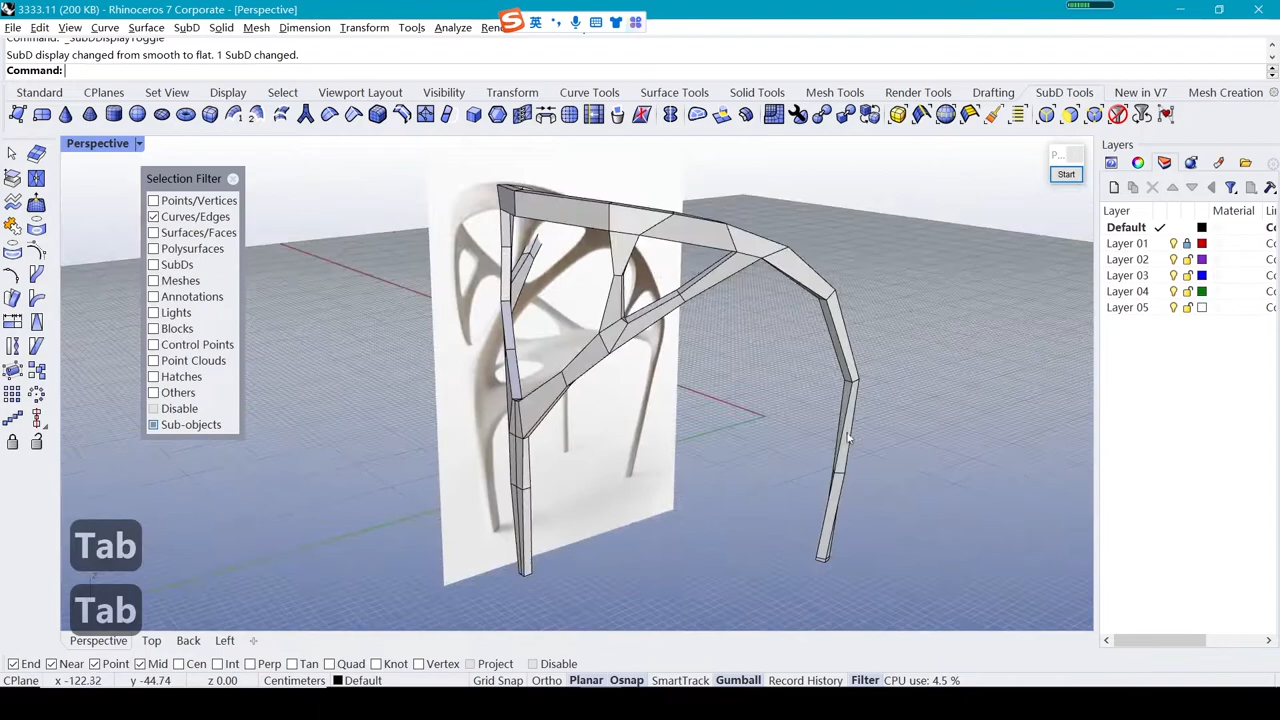 3333.11 (200 KB) - Rhinoceros 7 Corporate - [Perspective]
英
File Edit View Curve Surface SubD Solid Mesh Dimension Transform Tools Analyze
SubD display changed from smooth to flat. 1 SubD changed.
Command:
Standard CPlanes Set View Display Select Viewport Layout Visibility Transform Curve Tools Surface Tools Solid Tools Mesh Tools Render Tools Drafting SubD Tools New in V7 Mesh Creation
Perspective
P...
Start
Selection Filter
Points/Vertices
Curves/Edges
Surfaces/Faces
Polysurfaces
SubDs
Meshes
Annotations
Lights
Blocks
Control Points
Point Clouds
Hatches
Others
Disable
Sub-objects
Layers
Layer Material
Default
Layer 01
Layer 02
Layer 03
Layer 04
Layer 05
Tab
Tab
Perspective Top Back Left
End Near Point Mid Cen Int Perp Tan Quad Knot Vertex Project Disable
CPlane x -122.32 y -44.74 z 0.00 Centimeters Default Grid Snap Ortho Planar Osnap SmartTrack Gumball Record History Filter CPU use: 4.5 %